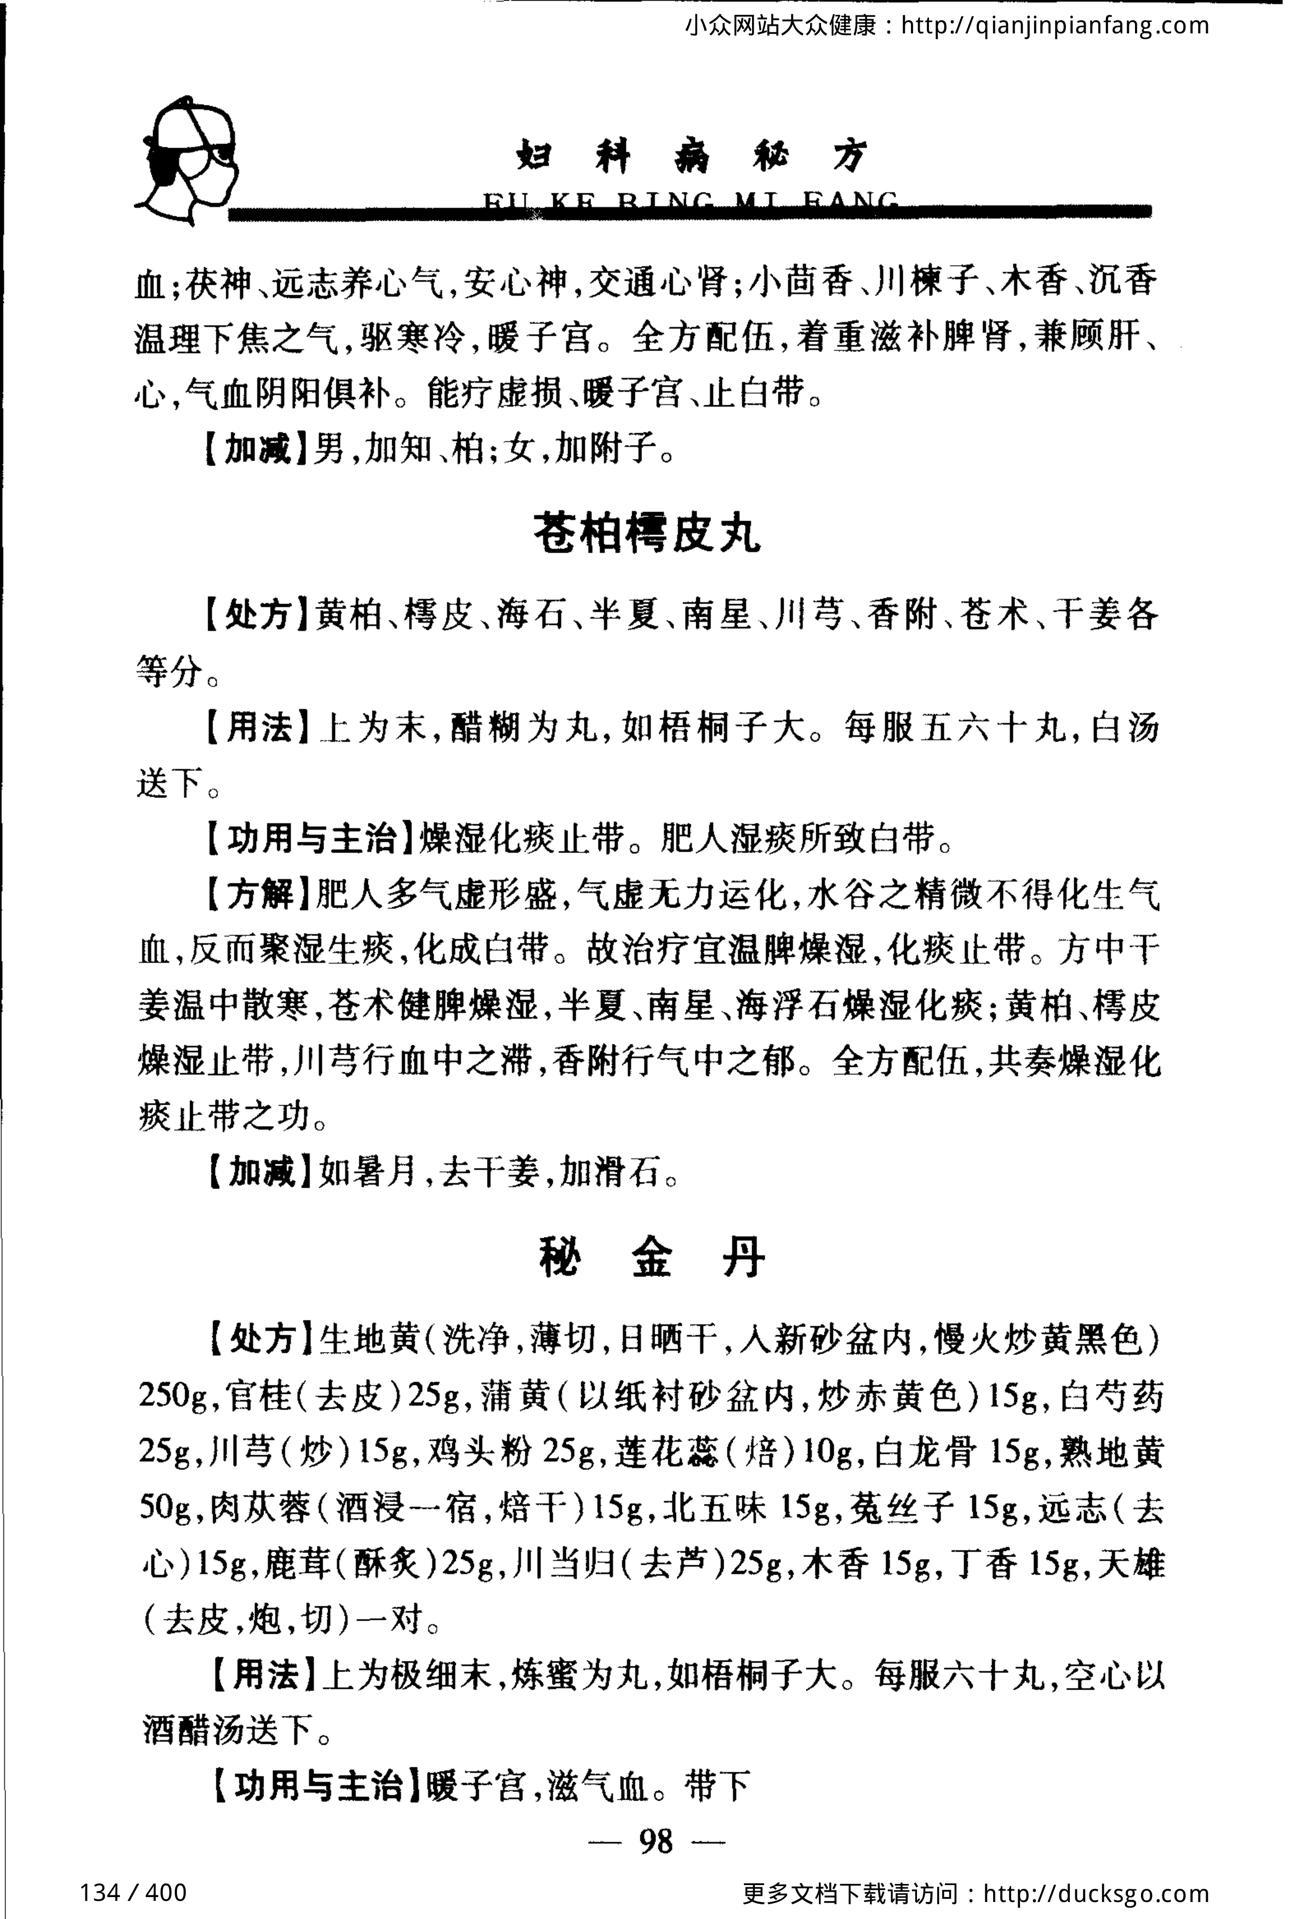 小众网站大众健康：http://qianjinpianfang.com
妇科病秘方
FU KE BING MI FANG
血;茯神、远志养心气,安心神,交通心肾;小茴香、川楝子、木香、沉香
温理下焦之气,驱寒冷,暖子宫。全方配伍,着重滋补脾肾,兼顾肝、
心,气血阴阳俱补。能疗虚损、暖子宫、止白带。
【加减】男,加知、柏;女,加附子。
苍柏樗皮丸
【处方】黄柏、樗皮、海石、半夏、南星、川芎、香附、苍术、干姜各
等分。
【用法】上为末,醋糊为丸,如梧桐子大。每服五六十丸,白汤
送下。
【功用与主治】燥湿化痰止带。肥人湿痰所致白带。
【方解】肥人多气虚形盛,气虚无力运化,水谷之精微不得化生气
血,反而聚湿生痰,化成白带。故治疗宜温脾燥湿,化痰止带。方中干
姜温中散寒,苍术健脾燥湿,半夏、南星、海浮石燥湿化痰;黄柏、樗皮
燥湿止带,川芎行血中之滞,香附行气中之郁。全方配伍,共奏燥湿化
痰止带之功。
【加减】如暑月,去干姜,加滑石。
秘金丹
【处方】生地黄(洗净,薄切,日晒干,入新砂盆内,慢火炒黄黑色)
250g,官桂(去皮)25g,蒲黄(以纸衬砂盆内,炒赤黄色)15g,白芍药
25g,川芎(炒)15g,鸡头粉25g,莲花蕊(焙)10g,白龙骨15g,熟地黄
50g,肉苁蓉(酒浸一宿,焙干)15g,北五味15g,菟丝子15g,远志(去
心)15g,鹿茸(酥炙)25g,川当归(去芦)25g,木香15g,丁香15g,天雄
(去皮,炮,切)一对。
【用法】上为极细末,炼蜜为丸,如梧桐子大。每服六十丸,空心以
酒醋汤送下。
【功用与主治】暖子宫,滋气血。带下
— 98 —
134 / 400
更多文档下载请访问：http://ducksgo.com